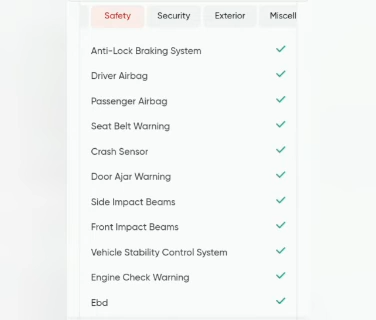 Safety Security Exterior Miscell
Anti-Lock Braking System
Driver Airbag
Passenger Airbag
Seat Belt Warning
Crash Sensor
Door Ajar Warning
Side Impact Beams
Front Impact Beams
Vehicle Stability Control System
Engine Check Warning
Ebd